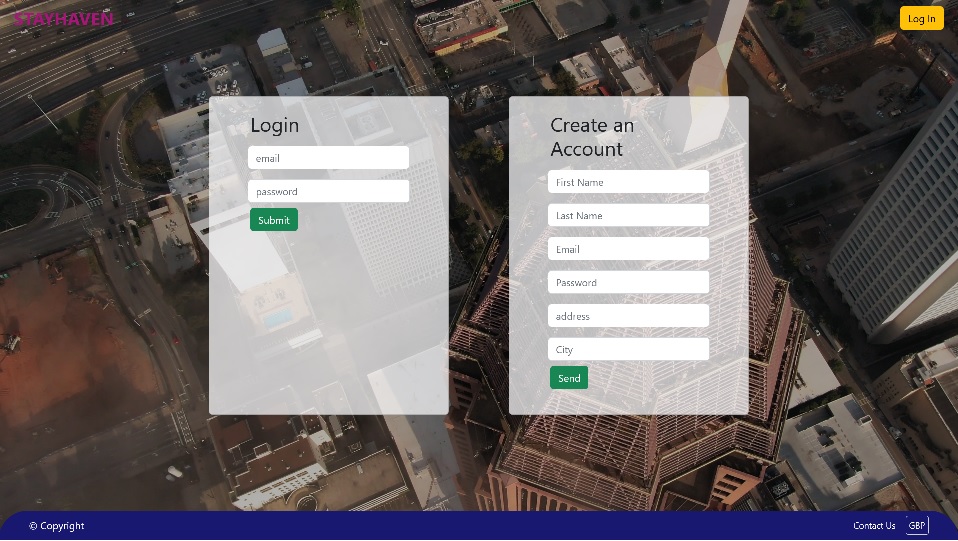 STAYHAVEN
Log In
Login
email
password
Submit
Create an
Account
First Name
Last Name
Email
Password
address
City
Send
© Copyright
Contact Us
GBP